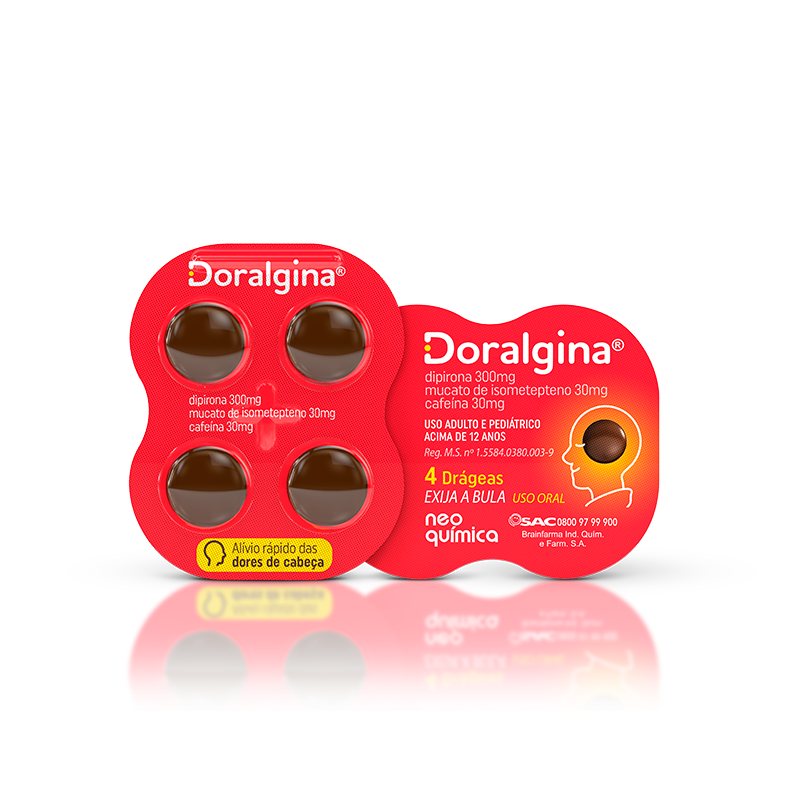 Doralgina®
dipirona 300mg
mucato de isometepteno 30mg
cafeína 30mg
Alívio rápido das
dores de cabeça
Doralgina®
dipirona 300mg
mucato de isometepteno 30mg
cafeína 30mg
USO ADULTO E PEDIÁTRICO
ACIMA DE 12 ANOS
Reg. M.S. nº 1.5584.0380.003-9
4 Drágeas
EXIJA A BULA USO ORAL
neo
química
SAC 0800 97 99 900
Brainfarma Ind. Quím.
e Farm. S.A.